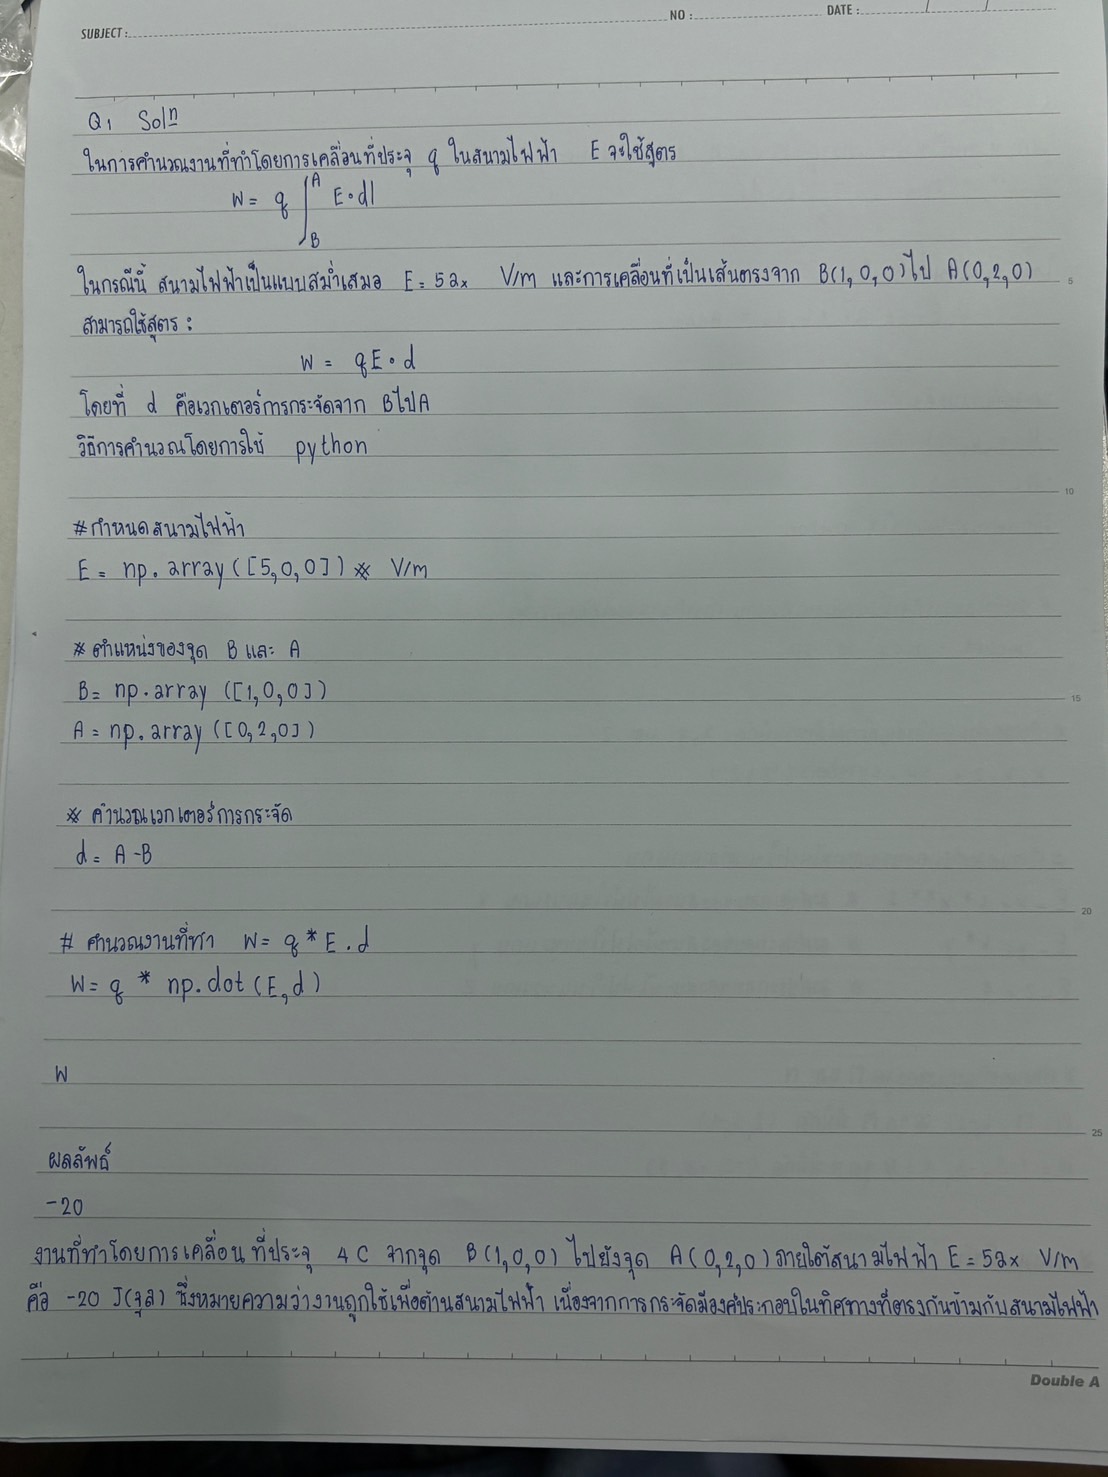 SUBJECT : NO : DATE : / /
Q1 Solⁿ
ในการคำนวณงานที่ทำโดยการเคลื่อนที่ประจุ q ในสนามไฟฟ้า E จะใช้สูตร
W = q ∫ᴬ E•dl
B
ในกรณีนี้ สนามไฟฟ้าเป็นแบบสม่ำเสมอ E = 5ax V/m และการเคลื่อนที่เป็นเส้นตรงจาก B(1,0,0) ไป A(0,2,0)
5
สามารถใช้สูตร :
W = qE•d
โดยที่ d คือเวกเตอร์การกระจัดจาก Bไปที่A
วิธีการคำนวณโดยการใช้ python
10
#กำหนดสนามไฟฟ้า
E = np.array([5,0,0]) # V/m
# ตำแหน่งของจุด B และ A
B = np.array([1,0,0])
15
A = np.array([0,2,0])
# คำนวณเวกเตอร์การกระจัด
d = A-B
20
# คำนวณงานที่ทำ W = q * E.d
W = q * np.dot(E,d)
W
25
ผลลัพธ์
-20
งานที่ทำโดยการเคลื่อนที่ประจุ 4C จากจุด B(1,0,0) ไปยังจุด A(0,2,0) ภายใต้สนามไฟฟ้า E = 5ax V/m
คือ -20 J(จูล) ซึ่งหมายความว่างานถูกใช้เพื่อต้านสนามไฟฟ้า เนื่องจากการกระจัดมีองค์ประกอบในทิศทางที่ตรงกันข้ามกับสนามไฟฟ้า
Double A